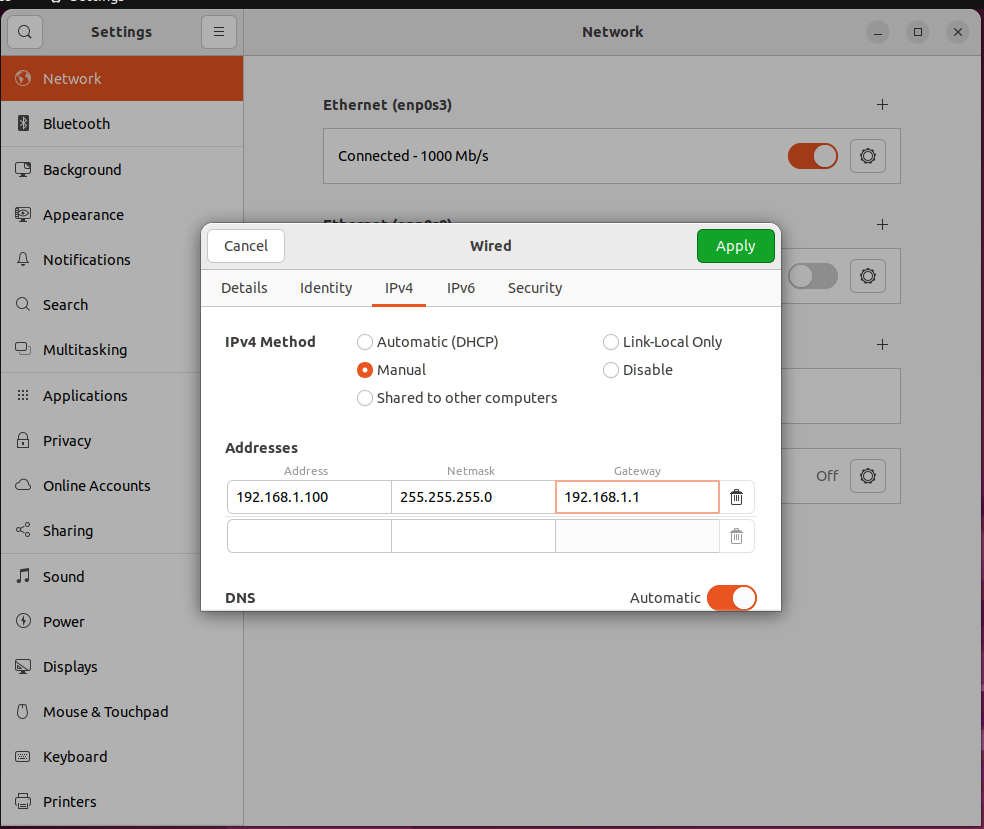 Settings
Network
Network
Bluetooth
Background
Appearance
Notifications
Search
Multitasking
Applications
Privacy
Online Accounts
Sharing
Sound
Power
Displays
Mouse & Touchpad
Keyboard
Printers
Ethernet (enp0s3)
Connected - 1000 Mb/s
Off
Cancel
Wired
Apply
Details Identity IPv4 IPv6 Security
IPv4 Method
Automatic (DHCP)
Link-Local Only
Manual
Disable
Shared to other computers
Addresses
Address Netmask Gateway
192.168.1.100 255.255.255.0 192.168.1.1
DNS
Automatic